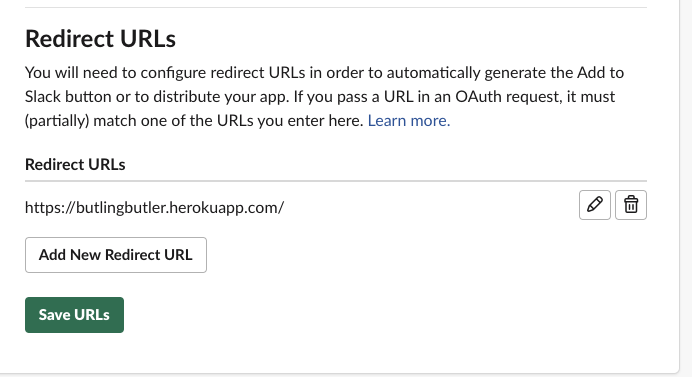 Redirect URLs
You will need to configure redirect URLs in order to automatically generate the Add to
Slack button or to distribute your app. If you pass a URL in an OAuth request, it must
(partially) match one of the URLs you enter here. Learn more.
Redirect URLs
https://butlingbutler.herokuapp.com/
Add New Redirect URL
Save URLs